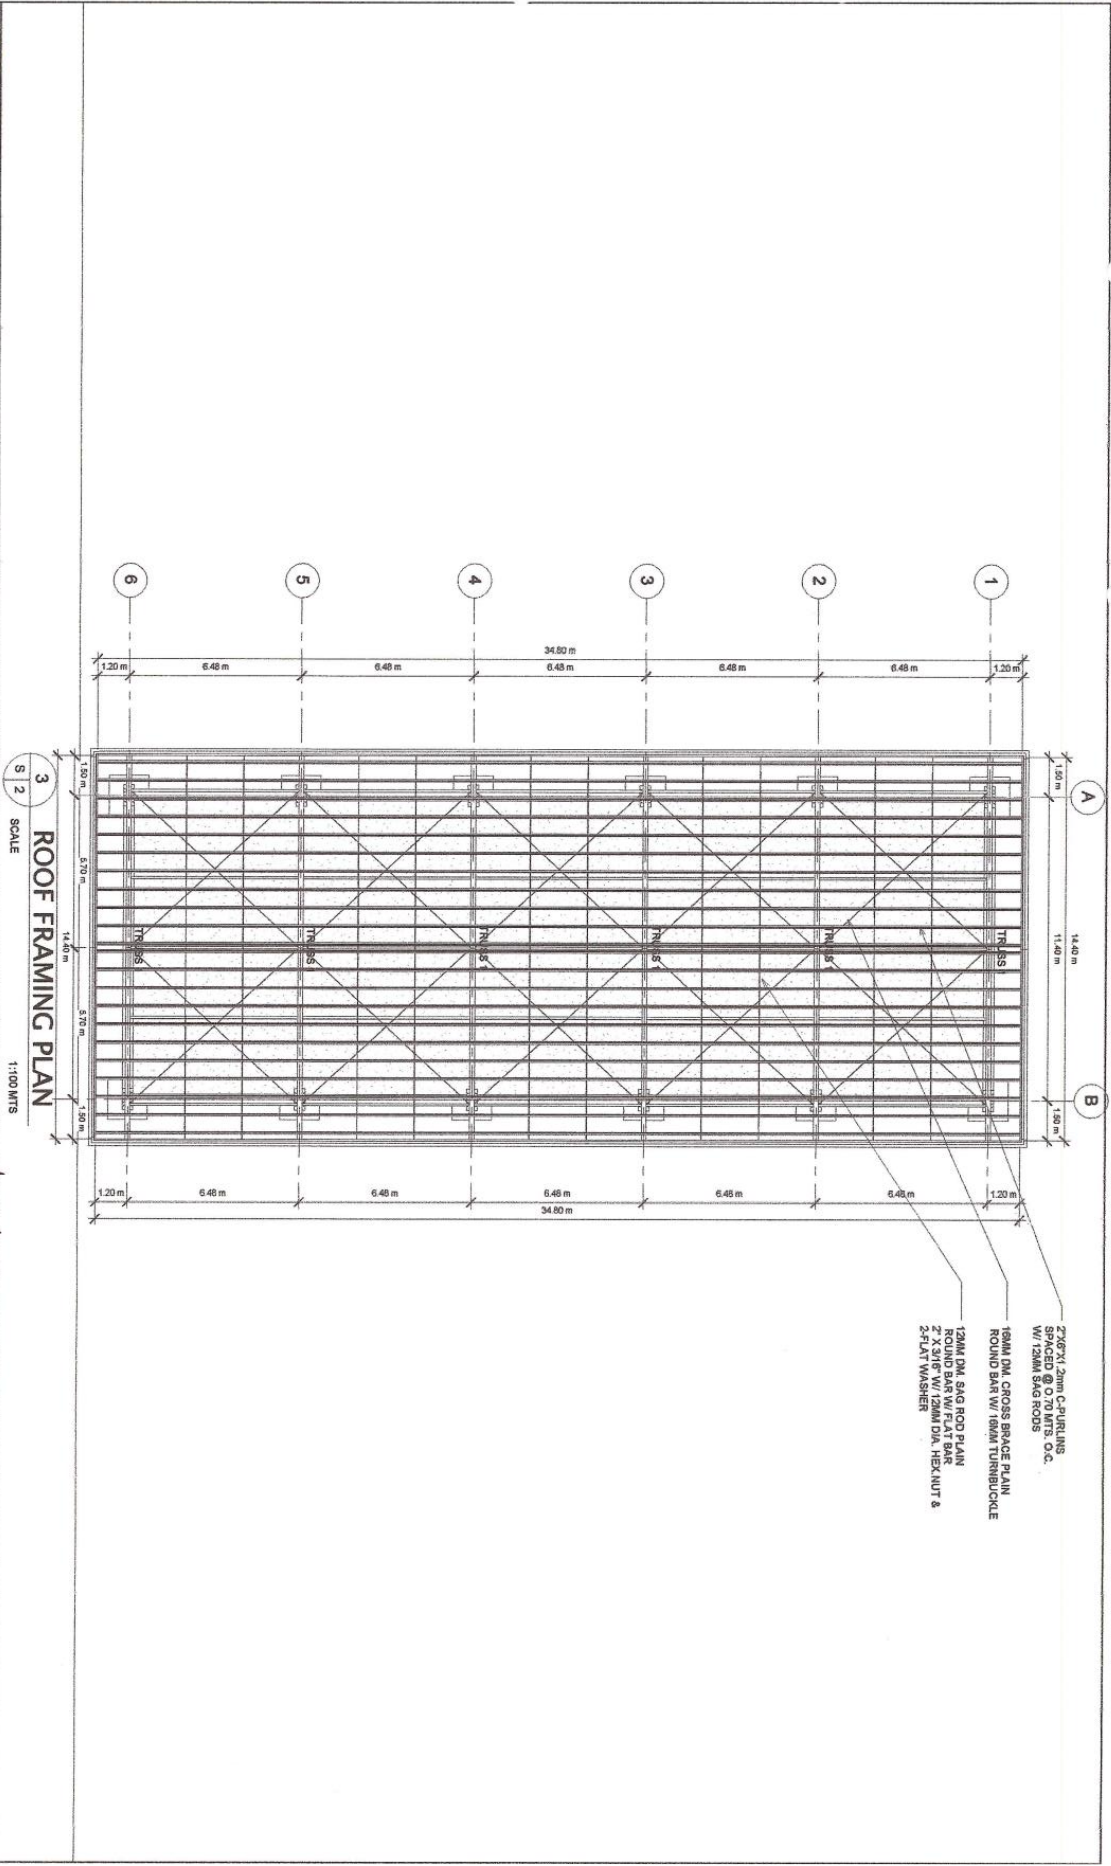 2"X6"X1.2mm C-PURLINS
SPACED @ 0.70 MTS. O.C.
W/ 12MM SAG RODS
16MM DM. CROSS BRACE PLAIN
ROUND BAR W/ 16MM TURNBUCKLE
12MM DM. SAG ROD PLAIN
ROUND BAR W/ FLAT BAR
2" X 3/16" W/ 12MM DIA. HEX.NUT &
2-FLAT WASHER
6
5
4
3
2
1
34.80 m
1.20 m
6.48 m
6.48 m
6.48 m
6.48 m
6.48 m
1.20 m
A
B
14.40 m
1.50 m
11.40 m
1.50 m
TRUSS
TRUSS 1
TRUSS 1
TRUSS 1
TRUSS 1
1.20 m
6.48 m
6.48 m
6.48 m
6.48 m
6.48 m
1.20 m
34.80 m
1.50 m
5.70 m
5.70 m
1.50 m
14.40 m
3
S 2
ROOF FRAMING PLAN
SCALE
1:100 MTS